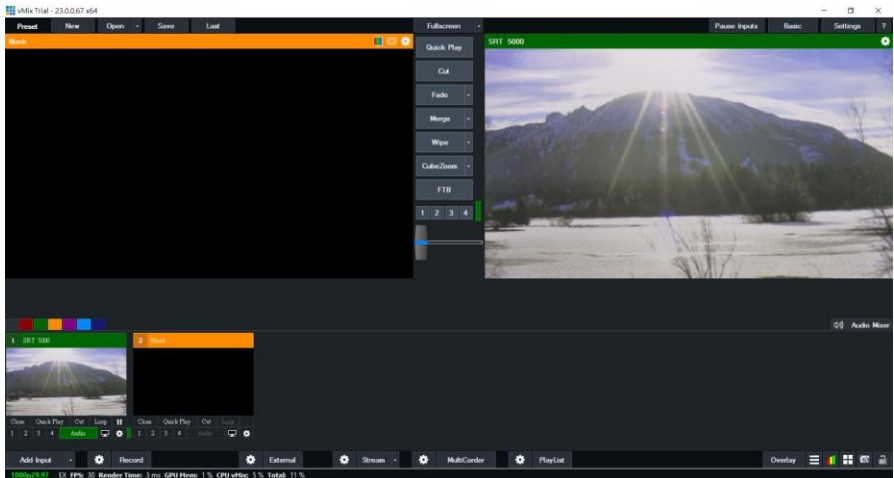 vMix Trial - 23.0.0.67 x64
Preset New Open Save Last Fullscreen Pause Inputs Basic Settings ?
Blank
SRT 5000
Quick Play
Cut
Fade
Merge
Wipe
CubeZoom
FTB
1 2 3 4
Audio Mixer
1 SRT 5000
2 Blank
Close Quick Play Cut Loop
Close Quick Play Cut Loop
1 2 3 4 Audio
1 2 3 4 Audio
Add Input Record External Stream MultiCorder PlayList Overlay
1080p29.97 EX FPS: 30 Render Time: 3 ms GPU Mem: 1 % CPU vMix: 5 % Total: 11 %